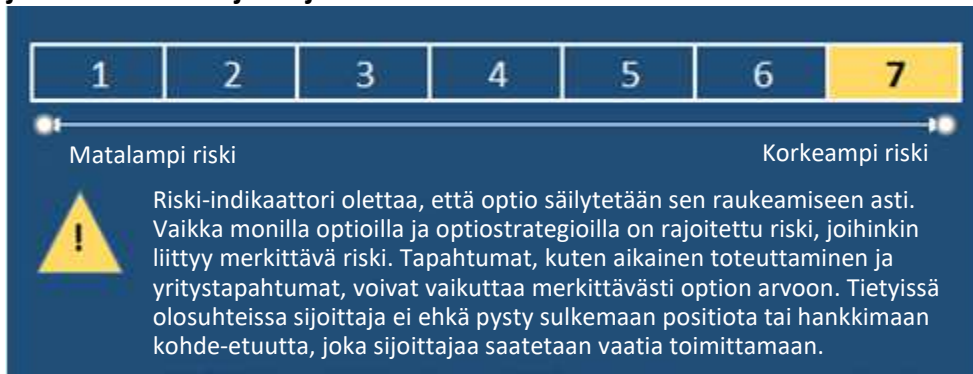 1 2 3 4 5 6 7
Matalampi riski Korkeampi riski
Riski-indikaattori olettaa, että optio säilytetään sen raukeamiseen asti.
! Vaikka monilla optioilla ja optiostrategioilla on rajoitettu riski, joihinkin
liittyy merkittävä riski. Tapahtumat, kuten aikainen toteuttaminen ja
yritystapahtumat, voivat vaikuttaa merkittävästi option arvoon. Tietyissä
olosuhteissa sijoittaja ei ehkä pysty sulkemaan positiota tai hankkimaan
kohde-etuutta, joka sijoittajaa saatetaan vaatia toimittamaan.